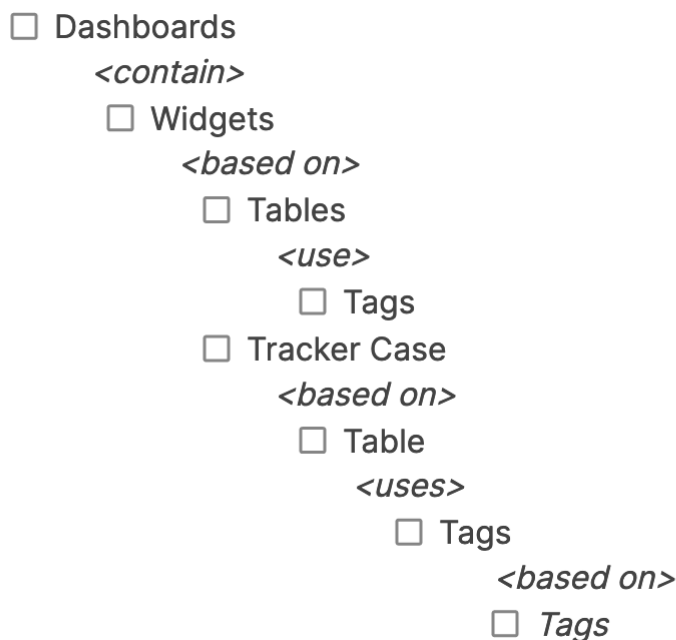 Dashboards
<contain>
Widgets
<based on>
Tables
<use>
Tags
Tracker Case
<based on>
Table
<uses>
Tags
<based on>
Tags